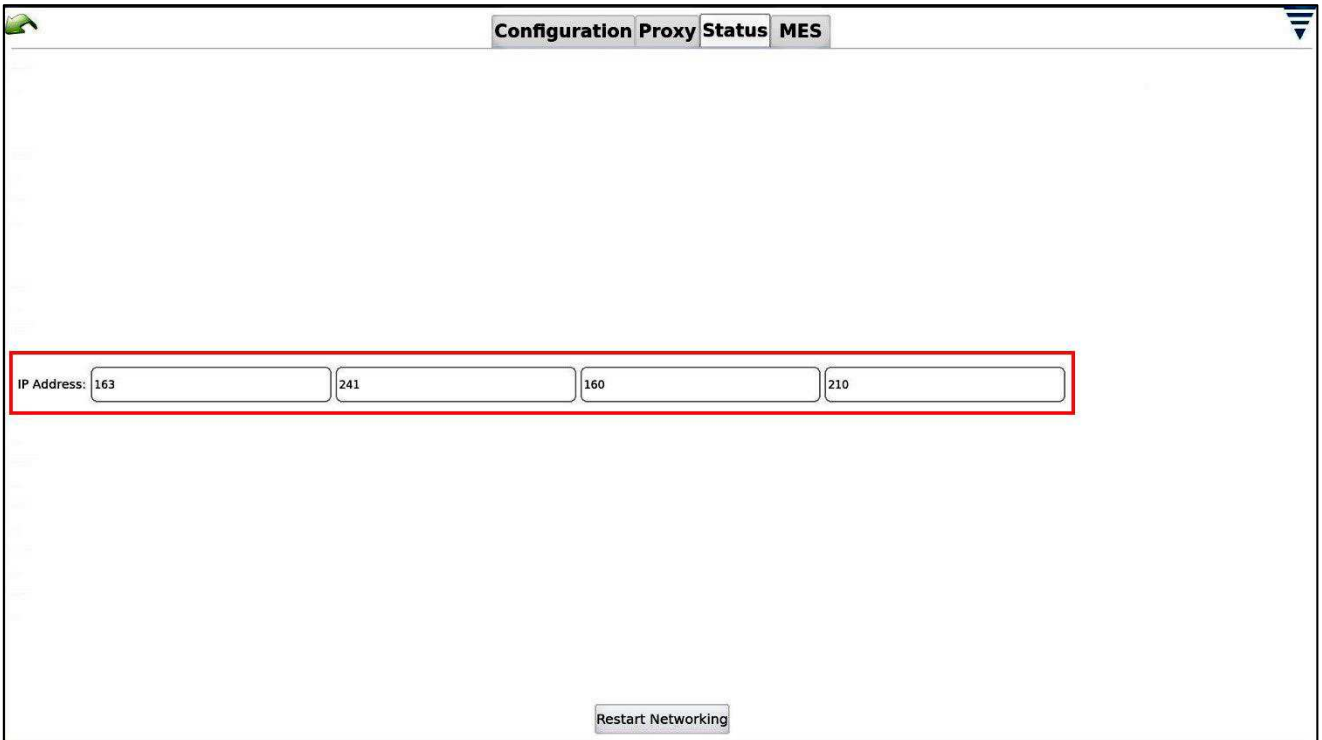 Configuration Proxy Status MES
IP Address: 163 241 160 210
Restart Networking